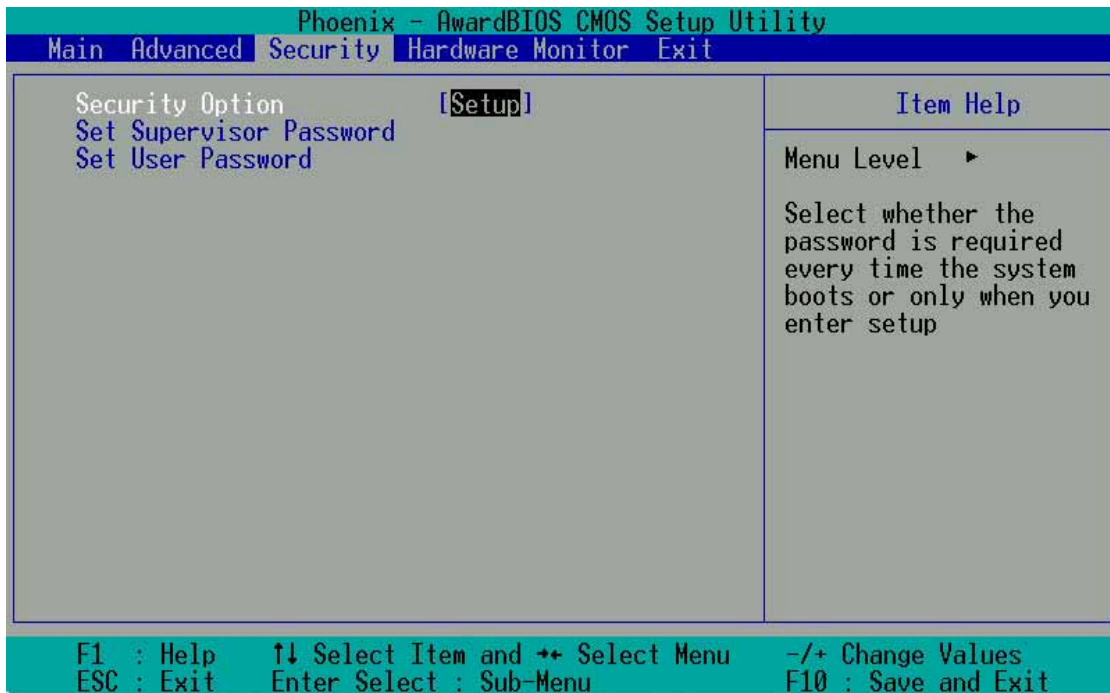 Phoenix - AwardBIOS CMOS Setup Utility
Main Advanced Security Hardware Monitor Exit
Security Option [Setup]
Set Supervisor Password
Set User Password
Item Help
Menu Level ►
Select whether the
password is required
every time the system
boots or only when you
enter setup
F1 : Help ↑↓ Select Item and →← Select Menu -/+ Change Values
ESC : Exit Enter Select : Sub-Menu F10 : Save and Exit